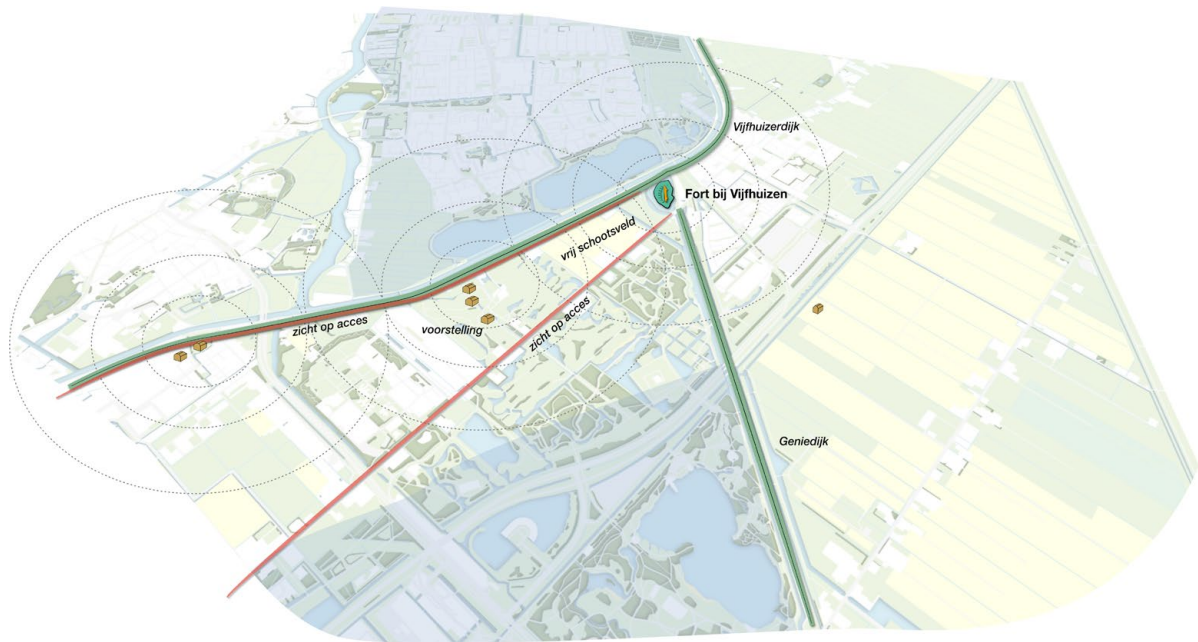 Vijfhuizerdijk
Fort bij Vijfhuizen
vrij schootsveld
zicht op acces
voorstelling
zicht op acces
Geniedijk